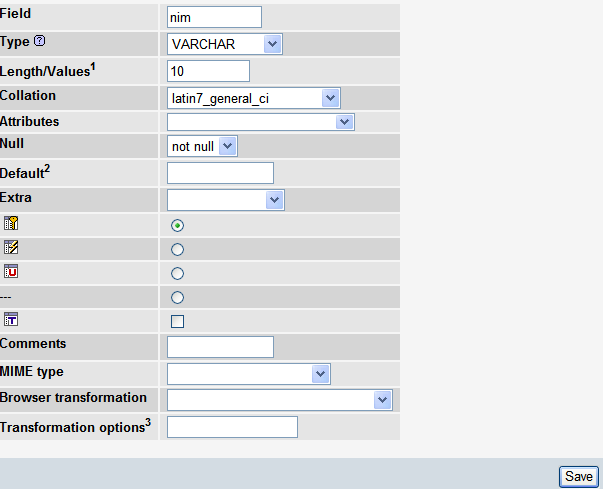 Field nim
Type VARCHAR
Length/Values1 10
Collation latin7_general_ci
Attributes
Null not null
Default2
Extra
U
---
T
Comments
MIME type
Browser transformation
Transformation options3
Save